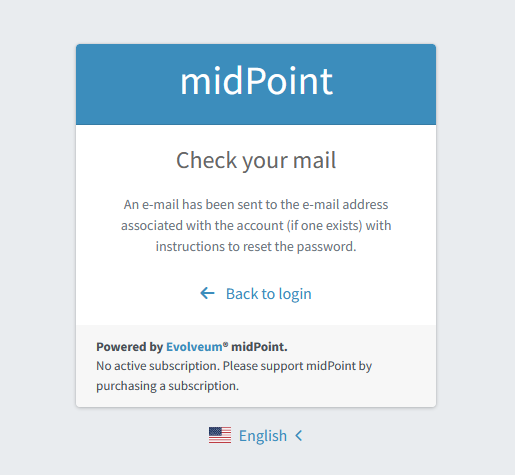 midPoint
Check your mail
An e-mail has been sent to the e-mail address
associated with the account (if one exists) with
instructions to reset the password.
Back to login
Powered by Evolveum® midPoint.
No active subscription. Please support midPoint by
purchasing a subscription.
English